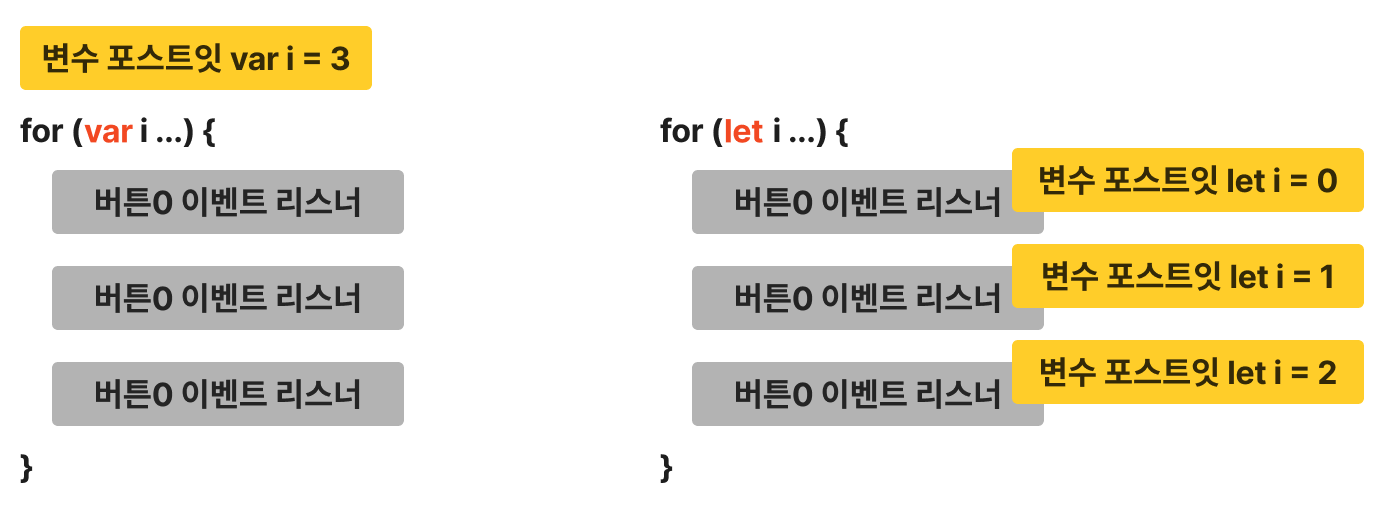 변수 포스트잇 var i = 3
for (var i ...) {
버튼0 이벤트 리스너
버튼0 이벤트 리스너
버튼0 이벤트 리스너
}
for (let i ...) {
버튼0 이벤트 리스너
변수 포스트잇 let i = 0
버튼0 이벤트 리스너
변수 포스트잇 let i = 1
버튼0 이벤트 리스너
변수 포스트잇 let i = 2
}